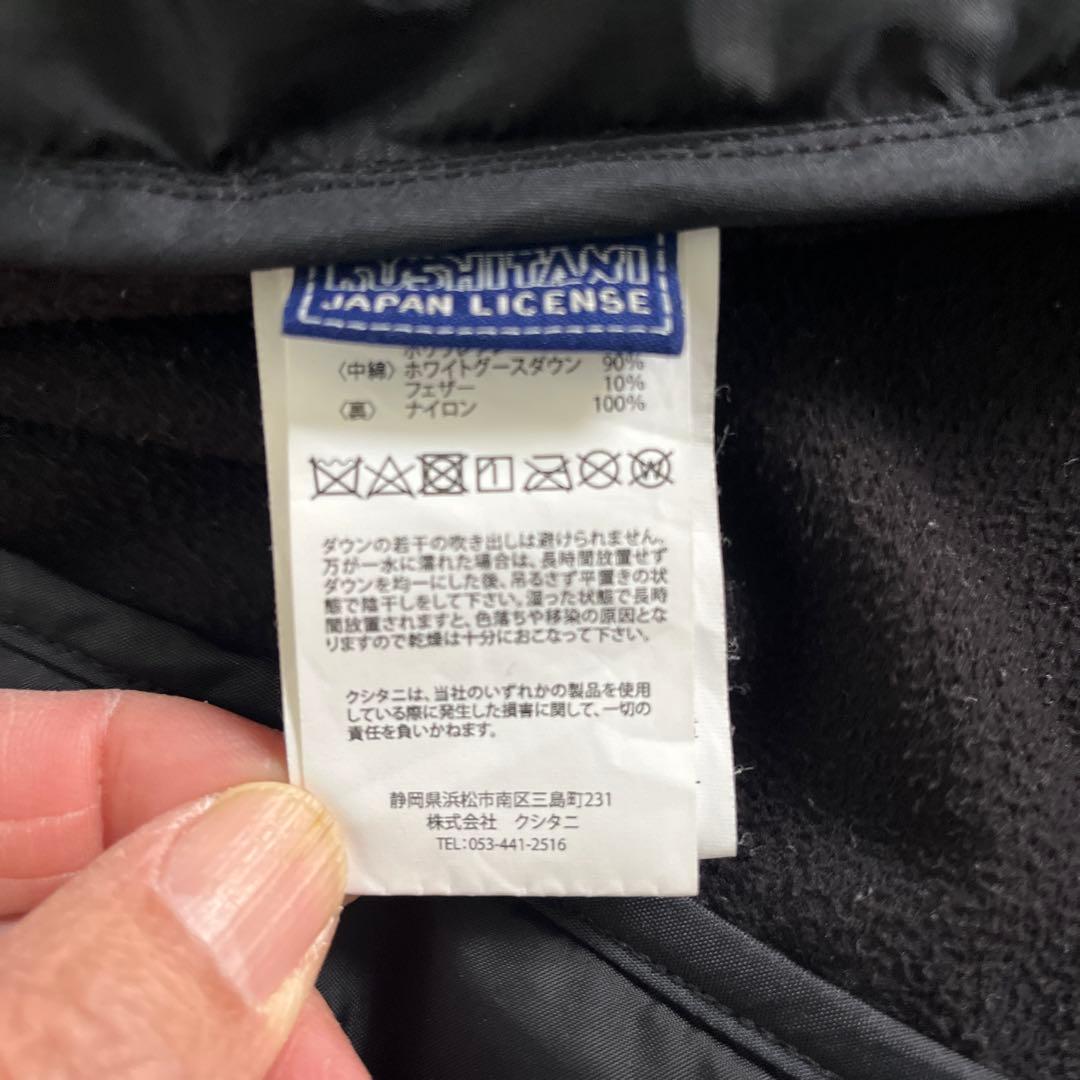 KUSHITANI
JAPAN LICENSE
〈中綿〉 ホワイトグースダウン 90%
フェザー 10%
〈裏〉 ナイロン 100%
W
ダウンの若干の吹き出しは避けられません。
万が一水に濡れた場合は、長時間放置せず
ダウンを均一にした後、吊るさず平置きの状
態で陰干しをして下さい。湿った状態で長時
間放置されますと、色落ちや移染の原因とな
りますので乾燥は十分におこなって下さい。
クシタニは、当社のいずれかの製品を使用
している際に発生した損害に関して、一切の
責任を負いかねます。
静岡県浜松市南区三島町231
株式会社 クシタニ
TEL:053-441-2516